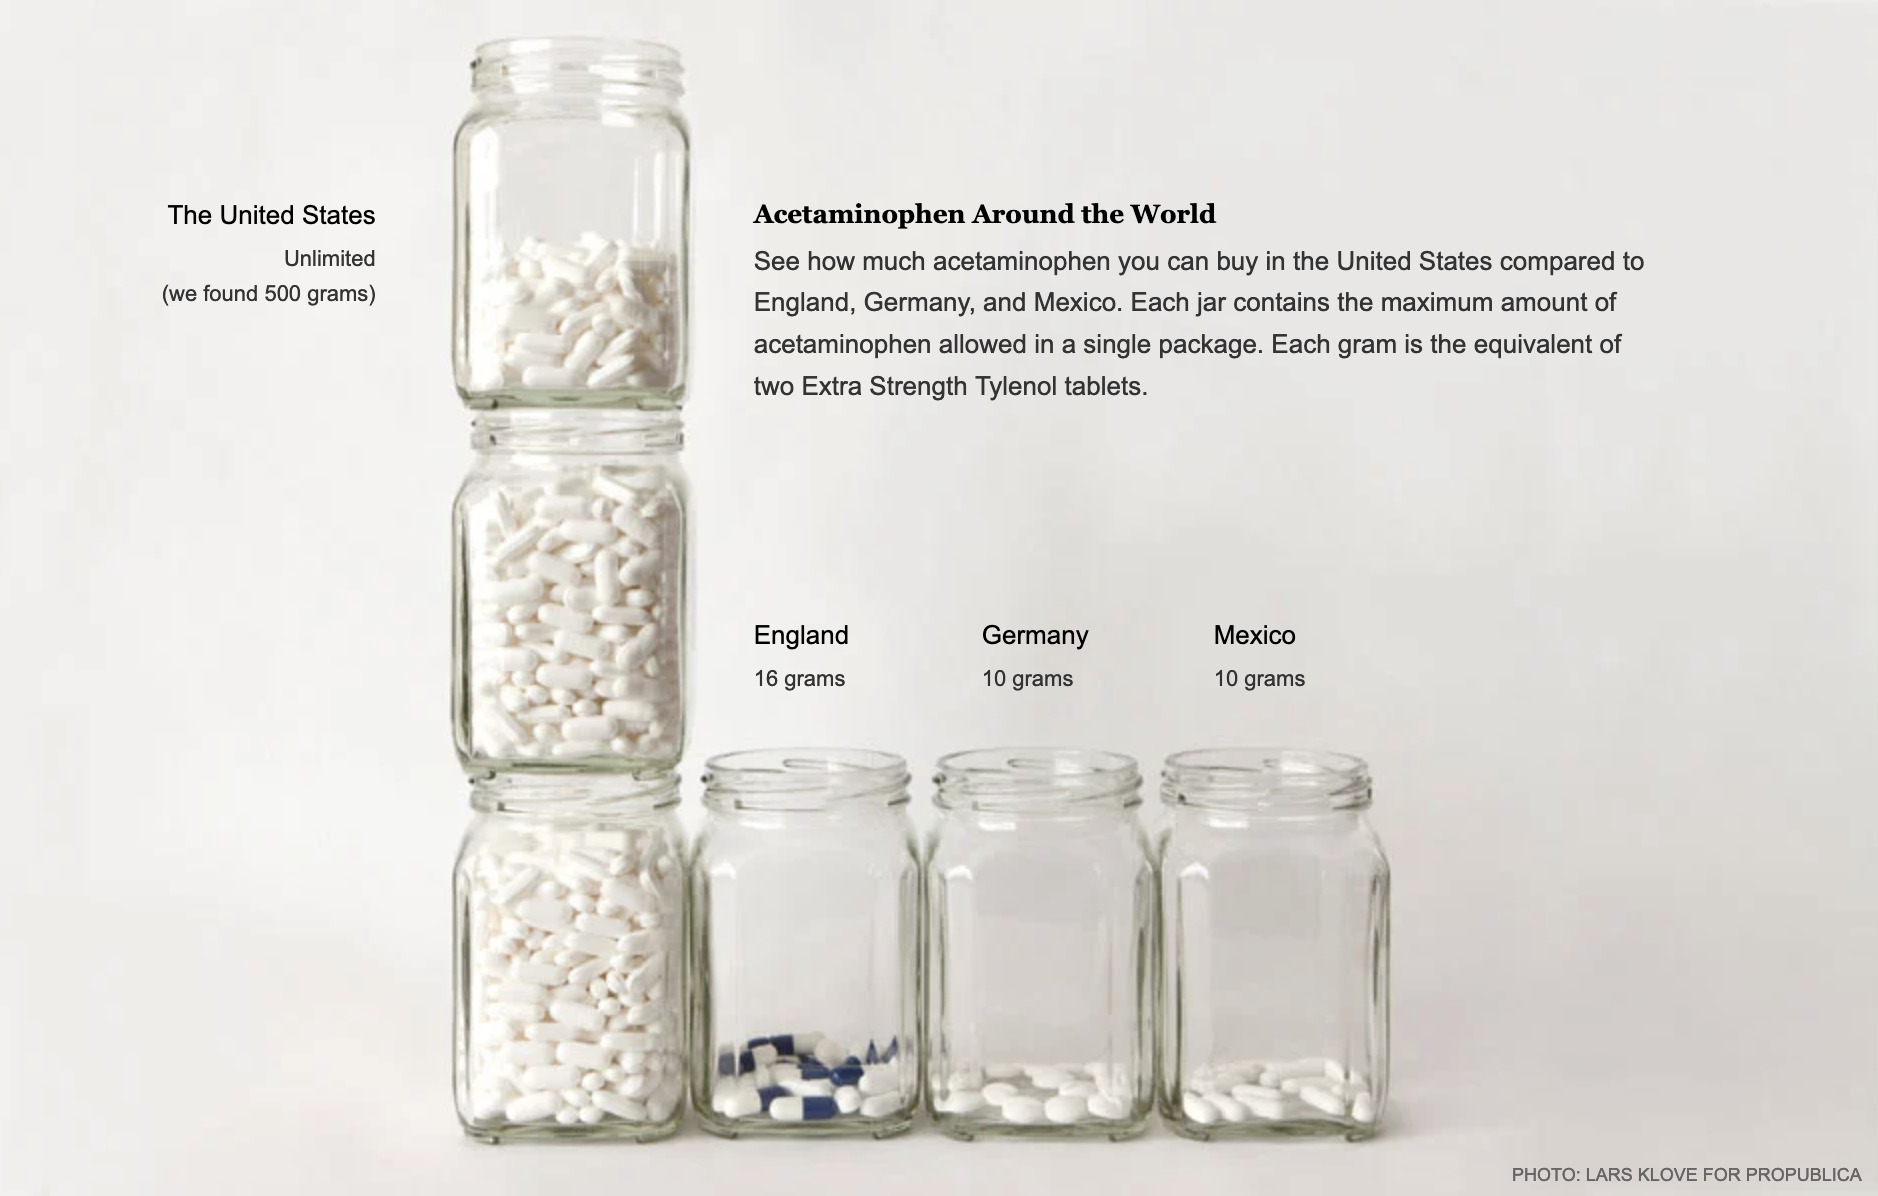 The United States
Unlimited
(we found 500 grams)
Acetaminophen Around the World
See how much acetaminophen you can buy in the United States compared to
England, Germany, and Mexico. Each jar contains the maximum amount of
acetaminophen allowed in a single package. Each gram is the equivalent of
two Extra Strength Tylenol tablets.
England
16 grams
Germany
10 grams
Mexico
10 grams
PHOTO: LARS KLOVE FOR PROPUBLICA